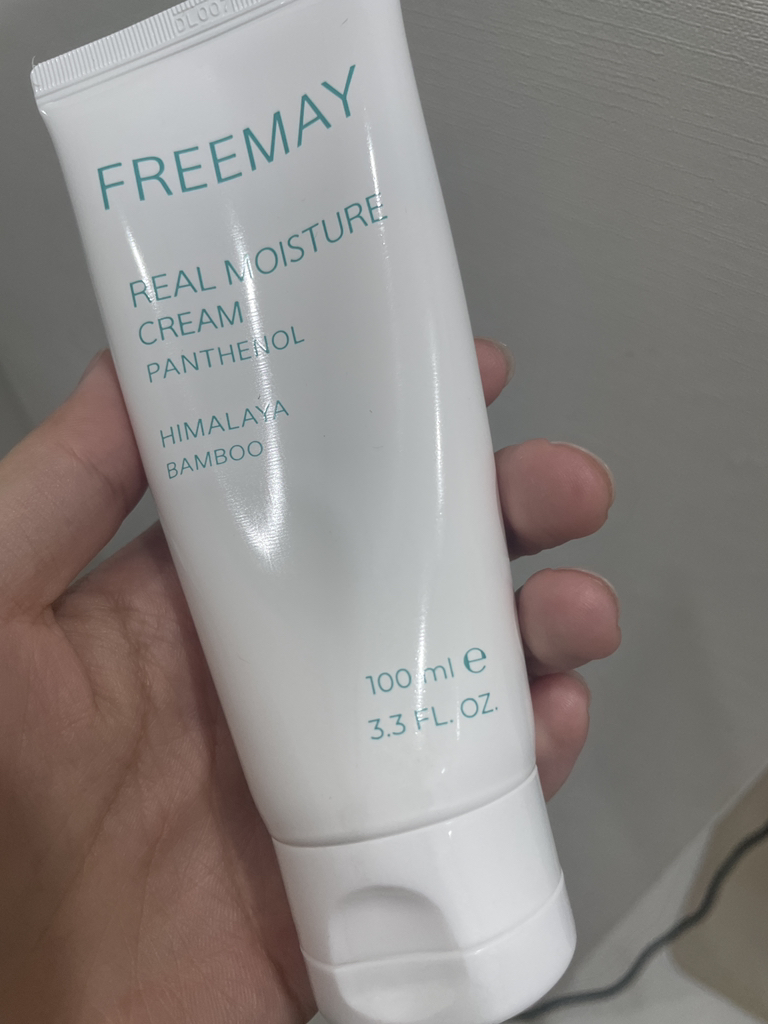 FREEMAY
REAL MOISTURE
CREAM
PANTHENOL
HIMALAYA
BAMBOO
100 ml ℮
3.3 FL. OZ.